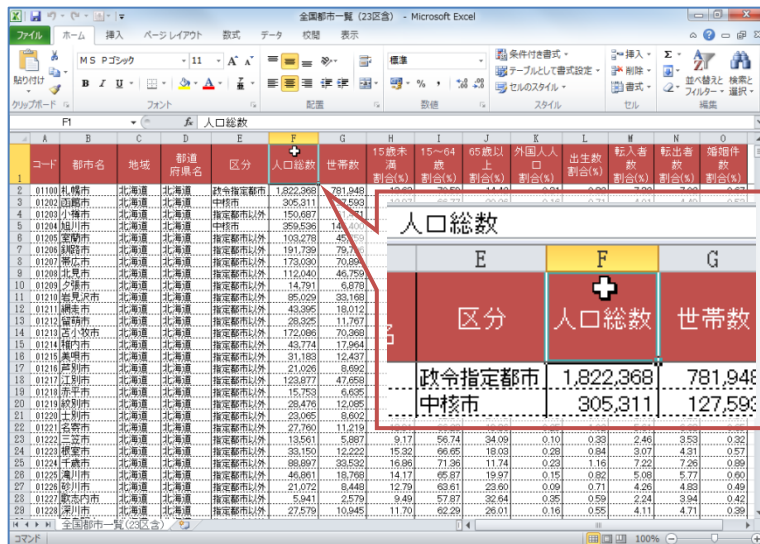 全国都市一覧（23区含） - Microsoft Excel
ファイル ホーム 挿入 ページ レイアウト 数式 データ 校閲 表示
貼り付け
ＭＳ Ｐゴシック 11
標準
条件付き書式
テーブルとして書式設定
セルのスタイル
挿入
削除
書式
並べ替えと フィルター
検索と 選択
クリップボード フォント 配置 数値 スタイル セル 編集
F1 fx 人口総数
A B C D E F G H I J K L M N O
1 コード 都市名 地域 都道府県名 区分 人口総数 世帯数 15歳未満割合(%) 15～64歳割合(%) 65歳以上割合(%) 外国人人口割合(%) 出生数割合(%) 転入者数割合(%) 転出者数割合(%) 婚姻件数割合(%)
2 01100 札幌市 北海道 北海道 政令指定都市 1,822,368 781,948
3 01202 函館市 北海道 北海道 中核市 305,311
4 01203 小樽市 北海道 北海道 指定都市以外 150,687
5 01204 旭川市 北海道 北海道 中核市 359,536
6 01205 室蘭市 北海道 北海道 指定都市以外 103,278
7 01206 釧路市 北海道 北海道 指定都市以外 191,739
8 01207 帯広市 北海道 北海道 指定都市以外 173,030 70,894
9 01208 北見市 北海道 北海道 指定都市以外 112,040 46,759
10 01209 夕張市 北海道 北海道 指定都市以外 14,791 6,878
11 01210 岩見沢市 北海道 北海道 指定都市以外 85,029 33,168
12 01211 網走市 北海道 北海道 指定都市以外 43,395 18,012
13 01212 留萌市 北海道 北海道 指定都市以外 28,325 11,767
14 01213 苫小牧市 北海道 北海道 指定都市以外 172,086 70,368
15 01214 稚内市 北海道 北海道 指定都市以外 43,774 17,964
16 01215 美唄市 北海道 北海道 指定都市以外 31,183 12,437
17 01216 芦別市 北海道 北海道 指定都市以外 21,026 8,692
18 01217 江別市 北海道 北海道 指定都市以外 123,877 47,658
19 01218 赤平市 北海道 北海道 指定都市以外 15,753 6,635
20 01219 紋別市 北海道 北海道 指定都市以外 28,476 12,085
21 01220 士別市 北海道 北海道 指定都市以外 23,065 8,602
22 01221 名寄市 北海道 北海道 指定都市以外 27,760 11,219
23 01222 三笠市 北海道 北海道 指定都市以外 13,561 5,887 9.17 56.74 34.09 0.10 0.33 2.46 3.53 0.32
24 01223 根室市 北海道 北海道 指定都市以外 33,150 12,222 15.32 66.65 18.03 0.28 0.84 3.07 4.31 0.57
25 01224 千歳市 北海道 北海道 指定都市以外 88,897 33,532 16.86 71.36 11.74 0.23 1.16 7.22 7.26 0.89
26 01225 滝川市 北海道 北海道 指定都市以外 46,861 18,768 14.17 65.87 19.97 0.15 0.82 5.08 5.77 0.60
27 01226 砂川市 北海道 北海道 指定都市以外 21,072 8,448 12.79 63.61 23.60 0.09 0.71 4.26 4.83 0.49
28 01227 歌志内市 北海道 北海道 指定都市以外 5,941 2,579 9.49 57.87 32.64 0.35 0.59 2.24 3.94 0.42
29 01228 深川市 北海道 北海道 指定都市以外 27,579 10,945 11.70 62.29 26.01 0.16 0.55 4.11 4.71 0.39
人口総数
E F G
区分 人口総数 世帯数
政令指定都市 1,822,368 781,948
中核市 305,311 127,593
全国都市一覧（23区含）
コマンド 100%